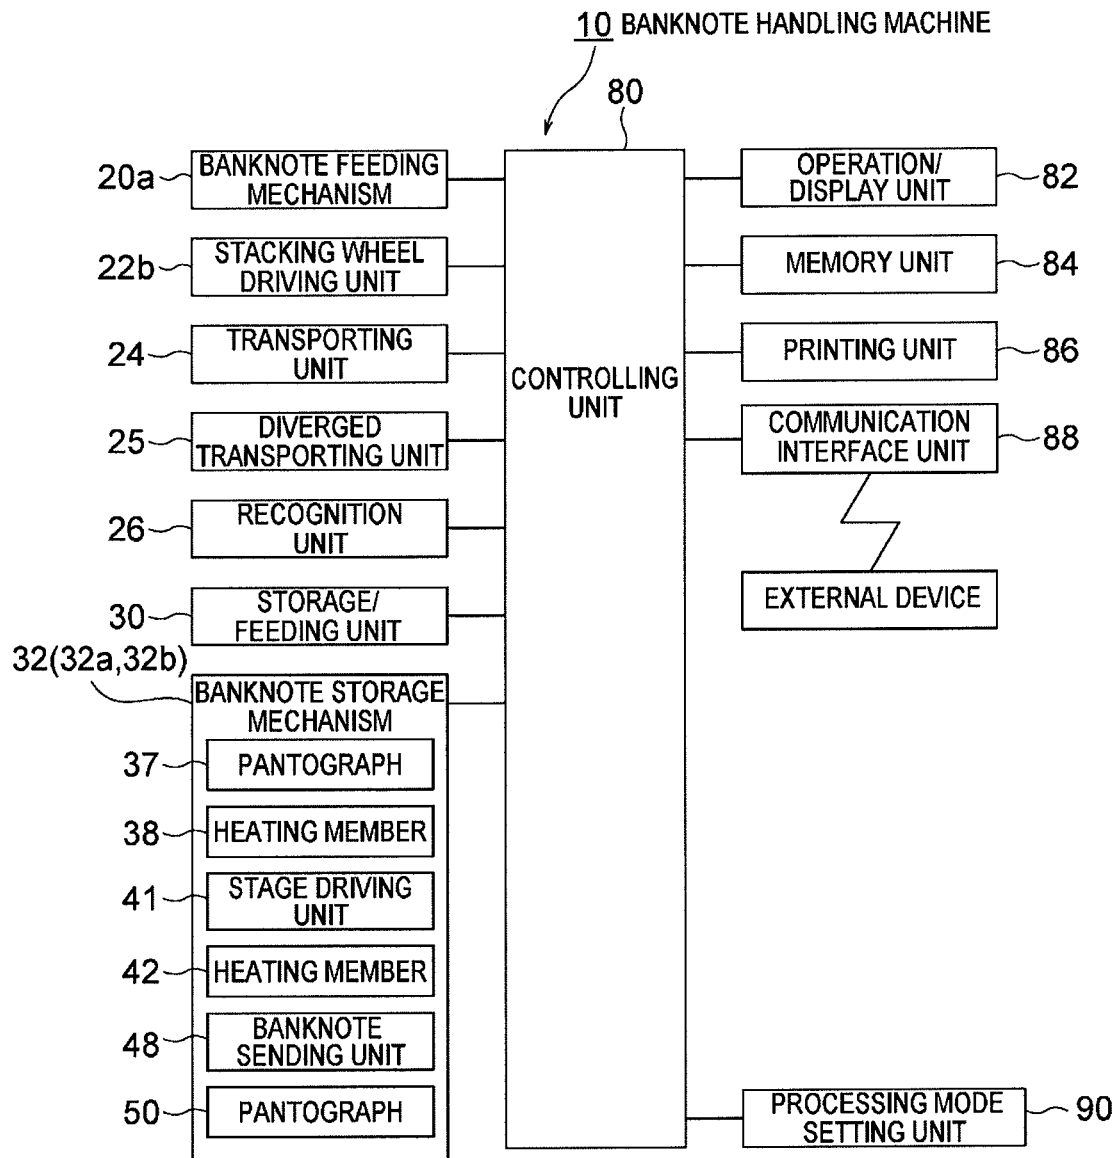 10 BANKNOTE HANDLING MACHINE
80
20a
BANKNOTE FEEDING
MECHANISM
22b
STACKING WHEEL
DRIVING UNIT
24
TRANSPORTING
UNIT
25
DIVERGED
TRANSPORTING UNIT
26
RECOGNITION
UNIT
30
STORAGE/
FEEDING UNIT
32(32a,32b)
BANKNOTE STORAGE
MECHANISM
37
PANTOGRAPH
38
HEATING MEMBER
41
STAGE DRIVING
UNIT
42
HEATING MEMBER
48
BANKNOTE
SENDING UNIT
50
PANTOGRAPH
CONTROLLING
UNIT
OPERATION/
DISPLAY UNIT
82
MEMORY UNIT
84
PRINTING UNIT
86
COMMUNICATION
INTERFACE UNIT
88
EXTERNAL DEVICE
PROCESSING MODE
SETTING UNIT
90